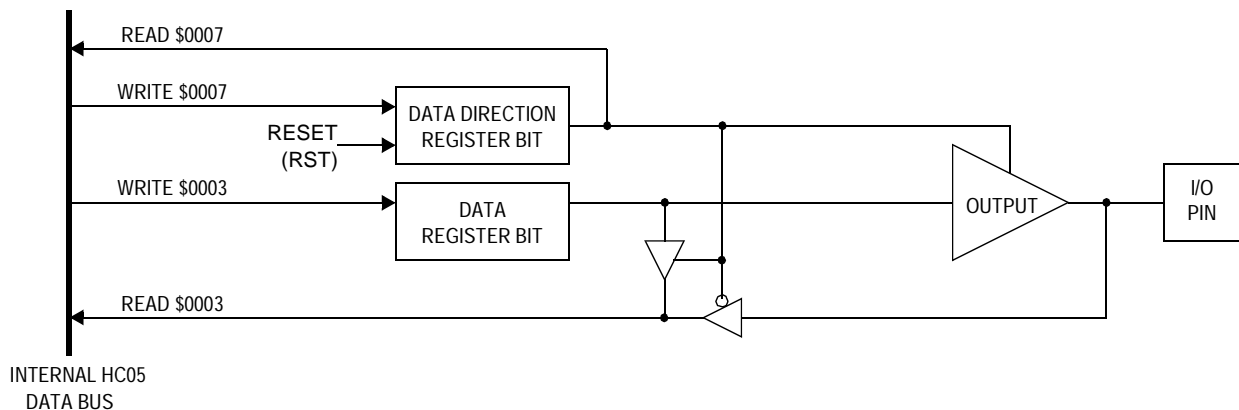 READ $0007
WRITE $0007
DATA DIRECTION
REGISTER BIT
RESET
(RST)
WRITE $0003
DATA
REGISTER BIT
OUTPUT
I/O
PIN
READ $0003
INTERNAL HC05
DATA BUS